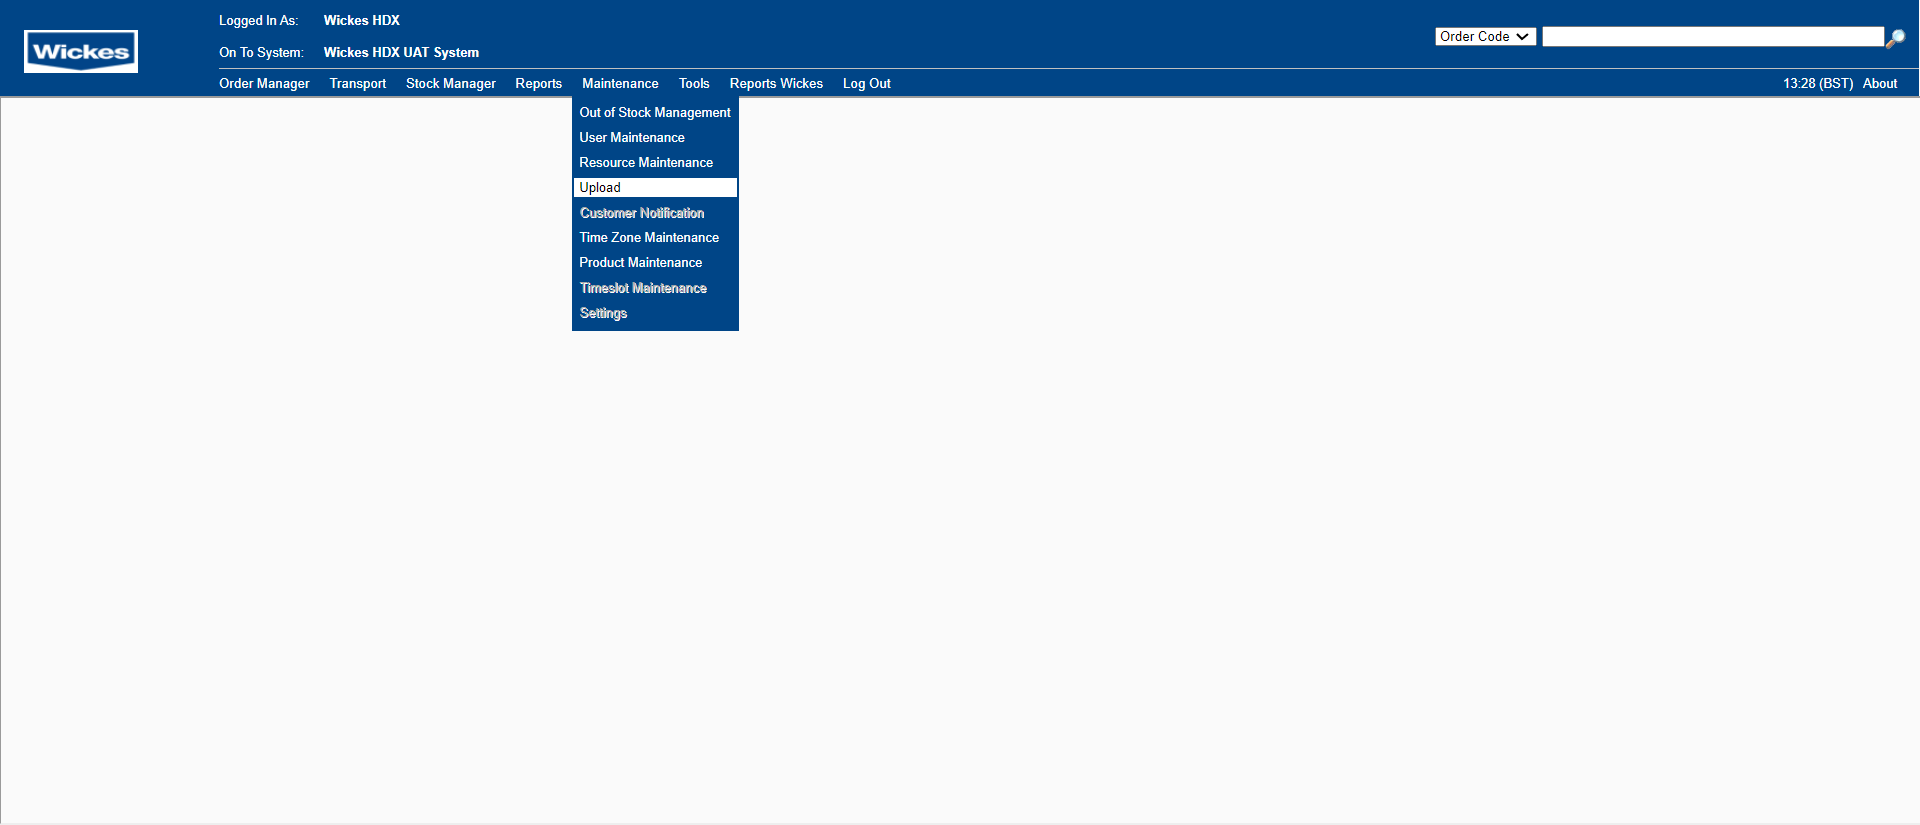 Wickes
Logged In As: Wickes HDX
On To System: Wickes HDX UAT System
Order Code
Order Manager Transport Stock Manager Reports Maintenance Tools Reports Wickes Log Out 13:28 (BST) About
Out of Stock Management
User Maintenance
Resource Maintenance
Upload
Customer Notification
Time Zone Maintenance
Product Maintenance
Timeslot Maintenance
Settings